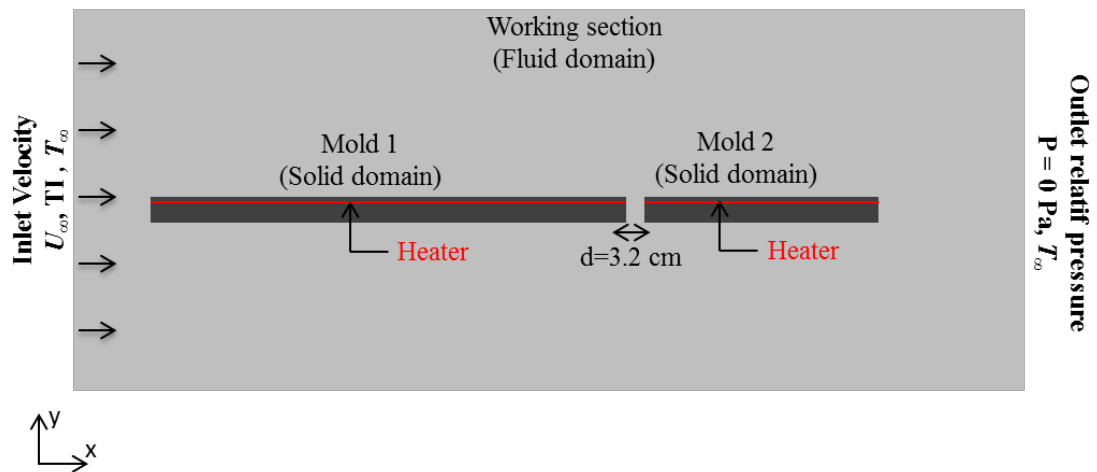 Working section
(Fluid domain)
Inlet Velocity
U∞, TI , T∞
Mold 1
(Solid domain)
Mold 2
(Solid domain)
Heater
d=3.2 cm
Heater
Outlet relatif pressure
P = 0 Pa, T∞
y
x